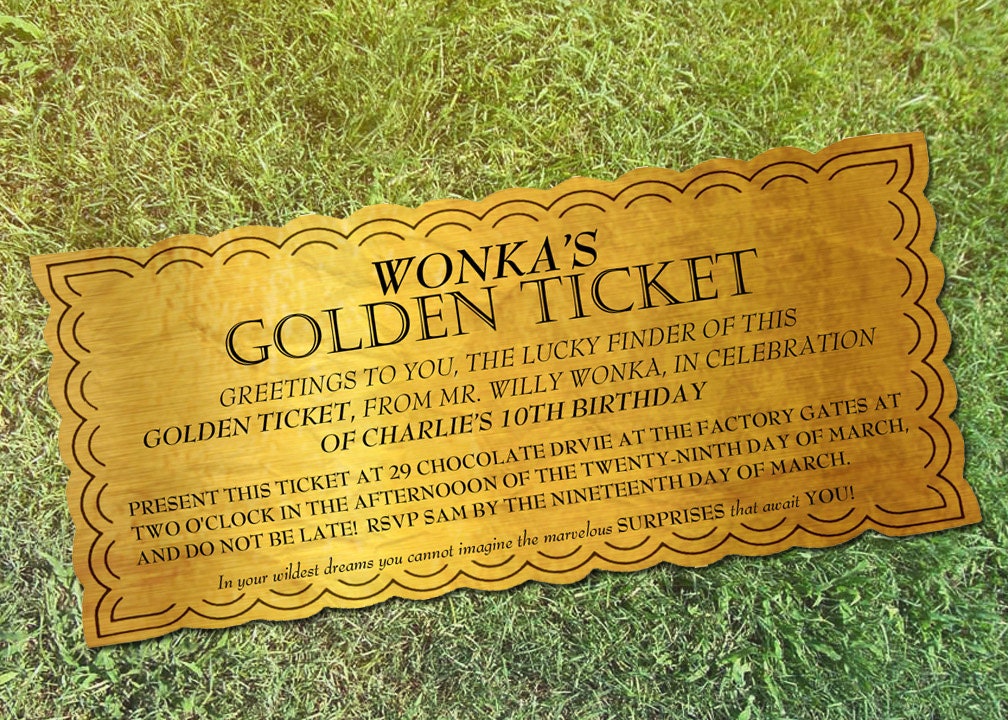 WONKA'S
GOLDEN TICKET
GREETINGS TO YOU, THE LUCKY FINDER OF THIS
GOLDEN TICKET, FROM MR. WILLY WONKA, IN CELEBRATION
OF CHARLIE'S 10TH BIRTHDAY
PRESENT THIS TICKET AT 29 CHOCOLATE DRVIE AT THE FACTORY GATES AT
TWO O'CLOCK IN THE AFTERNOOON OF THE TWENTY-NINTH DAY OF MARCH,
AND DO NOT BE LATE! RSVP SAM BY THE NINETEENTH DAY OF MARCH.
In your wildest dreams you cannot imagine the marvelous SURPRISES that await YOU!